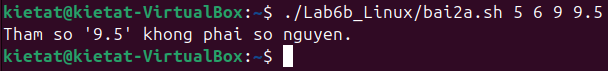 kietat@kietat-VirtualBox:~$ ./Lab6b_Linux/bai2a.sh 5 6 9 9.5
Tham so '9.5' khong phai so nguyen.
kietat@kietat-VirtualBox:~$